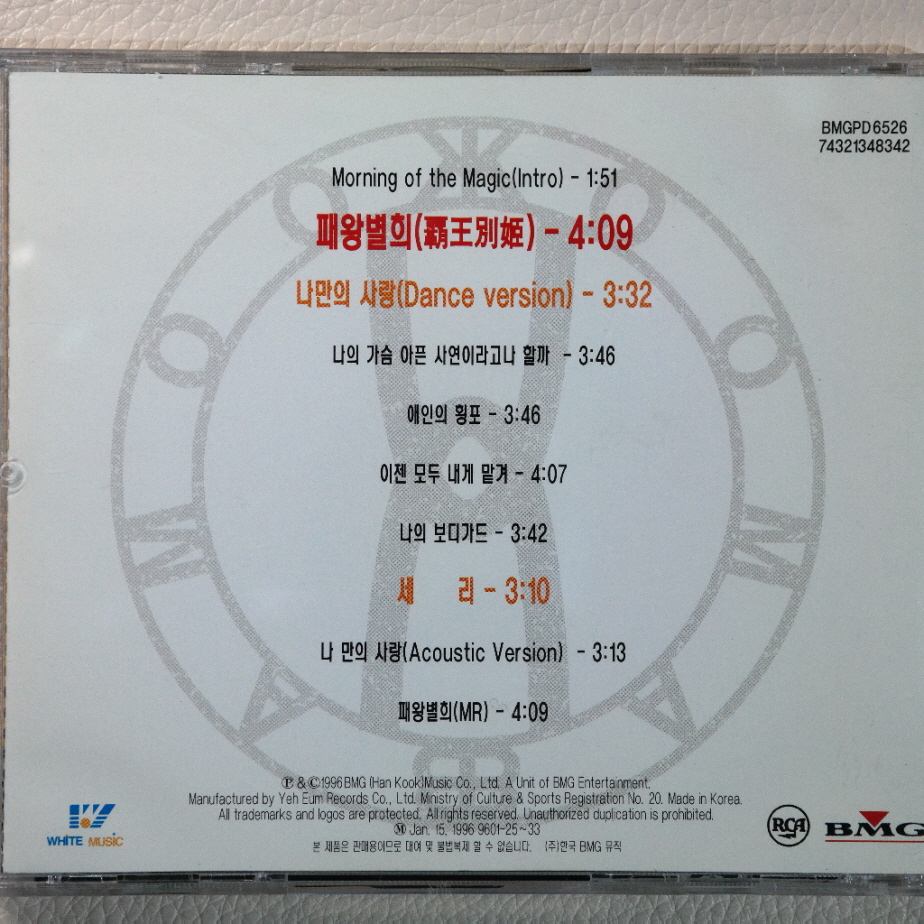 BMGPD6526
74321348342
Morning of the Magic(Intro) - 1:51
패왕별희(覇王別姬) - 4:09
나만의 사랑(Dance version) - 3:32
나의 가슴 아픈 사연이라고나 할까 - 3:46
애인의 횡포 - 3:46
이젠 모두 내게 맡겨 - 4:07
나의 보디가드 - 3:42
세 리 - 3:10
나 만의 사랑(Acoustic Version) - 3:13
패왕별희(MR) - 4:09
Ⓟ & ©1996 BMG (Han Kook)Music Co., Ltd. A Unit of BMG Entertainment.
Manufactured by Yeh Eum Records Co., Ltd. Ministry of Culture & Sports Registration No. 20. Made in Korea.
All trademarks and logos are protected. All rights reserved. Unauthorized duplication is prohibited.
Ⓜ Jan. 15, 1996 9601-25~33
본 제품은 판매용이므로 대여 및 불법복제 할 수 없습니다. (주)한국 BMG 뮤직
WHITE MUSIC
RCA
BMG